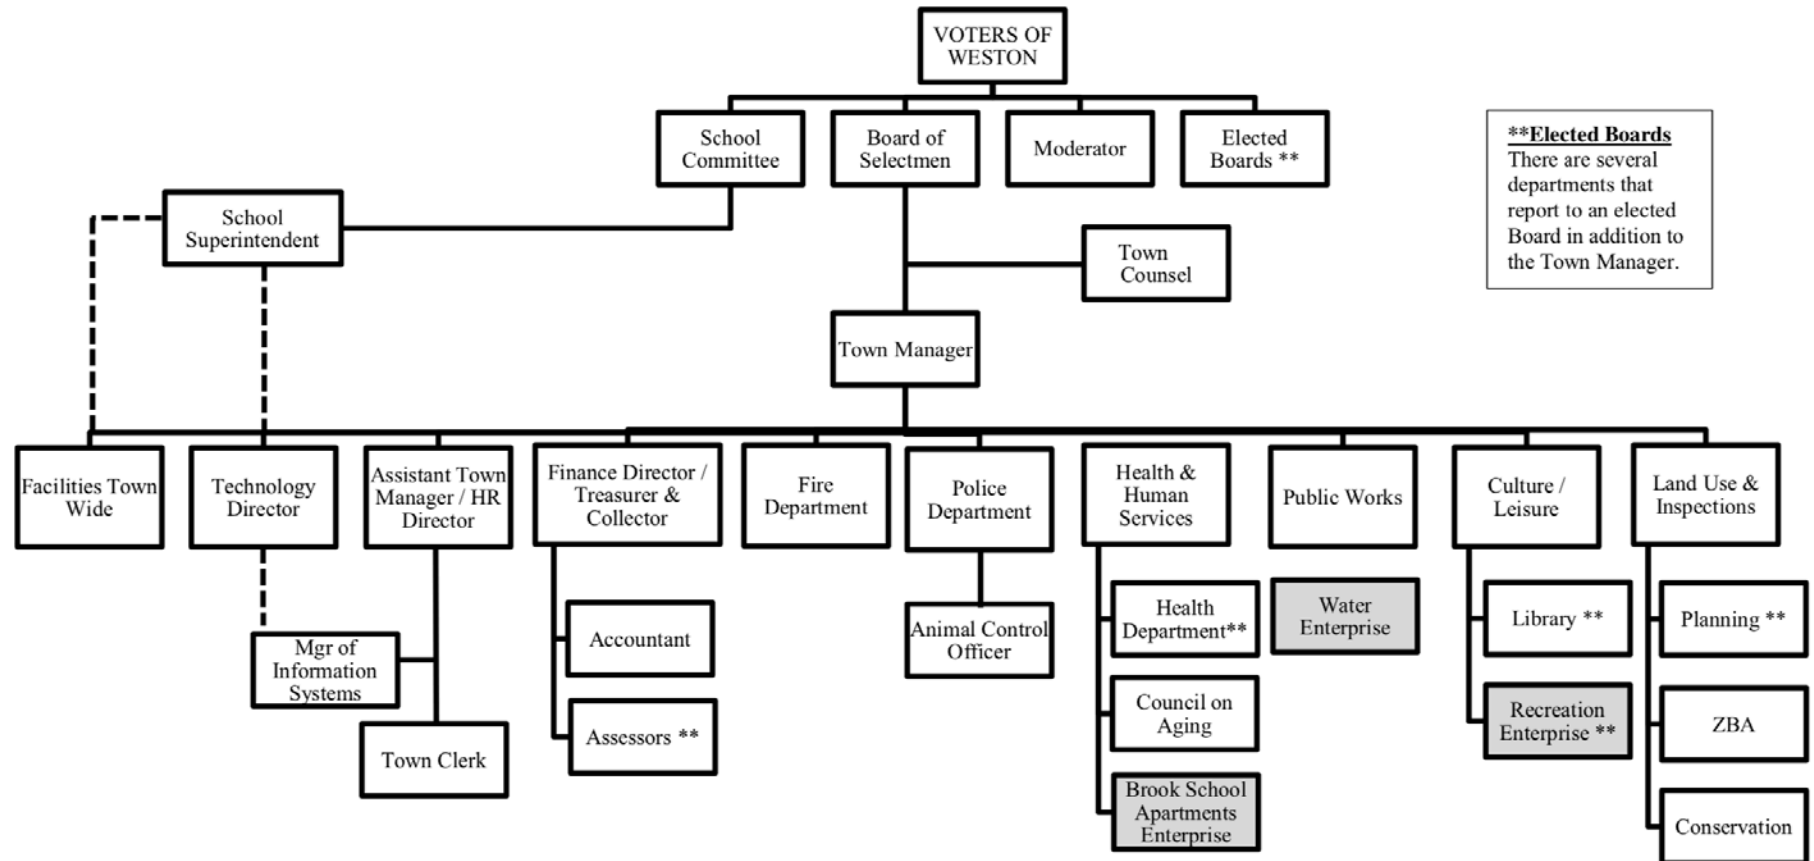 VOTERS OF
WESTON
School
Committee
Board of
Selectmen
Moderator
Elected
Boards **
**Elected Boards
There are several
departments that
report to an elected
Board in addition to
the Town Manager.
School
Superintendent
Town
Counsel
Town Manager
Facilities Town
Wide
Technology
Director
Assistant Town
Manager / HR
Director
Finance Director /
Treasurer &
Collector
Fire
Department
Police
Department
Health &
Human
Services
Public Works
Culture /
Leisure
Land Use &
Inspections
Mgr of
Information
Systems
Town Clerk
Accountant
Assessors **
Animal Control
Officer
Health
Department**
Council on
Aging
Brook School
Apartments
Enterprise
Water
Enterprise
Library **
Recreation
Enterprise **
Planning **
ZBA
Conservation